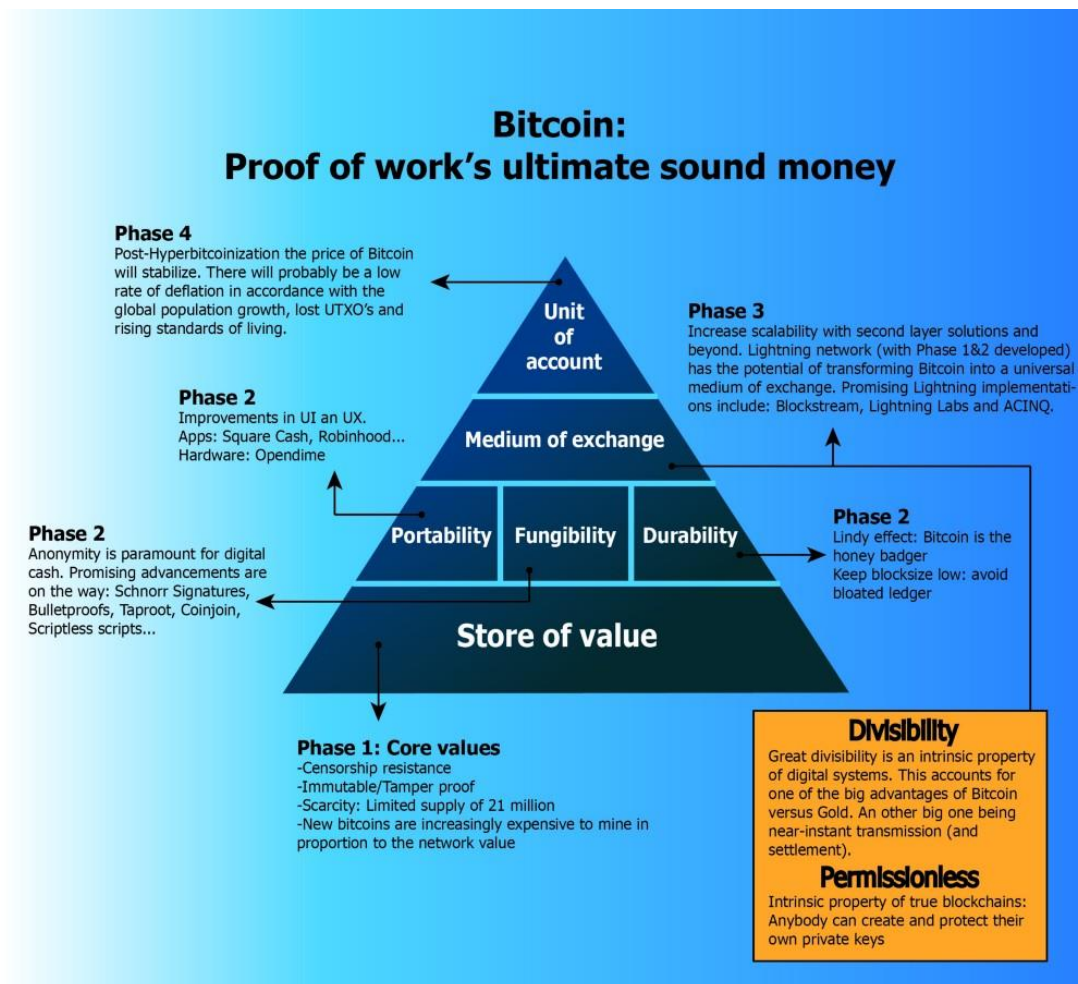 Bitcoin:
Proof of work's ultimate sound money
Phase 4
Post-Hyperbitcoinization the price of Bitcoin
will stabilize. There will probably be a low
rate of deflation in accordance with the
global population growth, lost UTXO's and
rising standards of living.
Phase 3
Increase scalability with second layer solutions and
beyond. Lightning network (with Phase 1&2 developed)
has the potential of transforming Bitcoin into a universal
medium of exchange. Promising Lightning implementati-
ons include: Blockstream, Lightning Labs and ACINQ.
Unit
of
account
Phase 2
Improvements in UI an UX.
Apps: Square Cash, Robinhood...
Hardware: Opendime
Medium of exchange
Phase 2
Anonymity is paramount for digital
cash. Promising advancements are
on the way: Schnorr Signatures,
Bulletproofs, Taproot, Coinjoin,
Scriptless scripts...
Portability
Fungibility
Durability
Phase 2
Lindy effect: Bitcoin is the
honey badger
Keep blocksize low: avoid
bloated ledger
Store of value
Phase 1: Core values
-Censorship resistance
-Immutable/Tamper proof
-Scarcity: Limited supply of 21 million
-New bitcoins are increasingly expensive to mine in
proportion to the network value
Divisibility
Great divisibility is an intrinsic property
of digital systems. This accounts for
one of the big advantages of Bitcoin
versus Gold. An other big one being
near-instant transmission (and
settlement).
Permissionless
Intrinsic property of true blockchains:
Anybody can create and protect their
own private keys